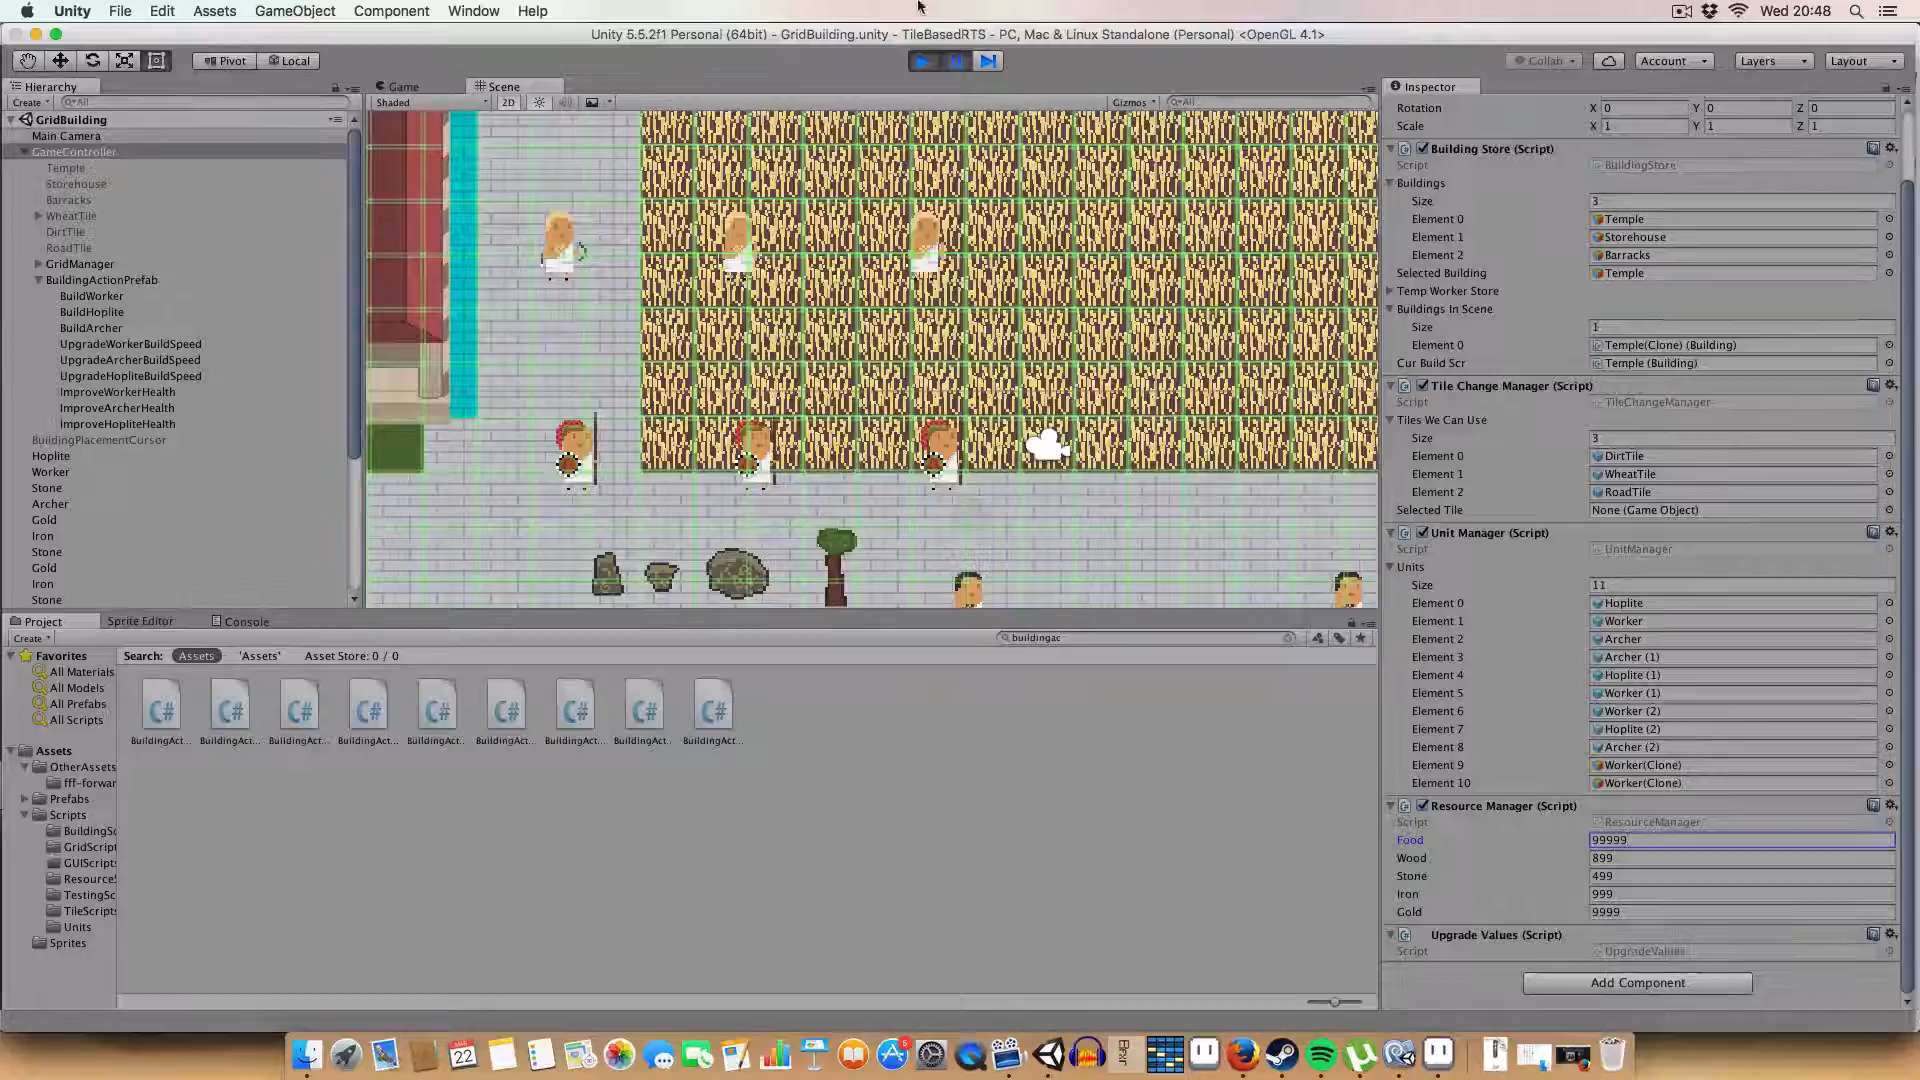 Unity File Edit Assets GameObject Component Window Help
Wed 20:48
Unity 5.5.2f1 Personal (64bit) - GridBuilding.unity - TileBasedRTS - PC, Mac & Linux Standalone (Personal) <OpenGL 4.1>
Pivot Local
Collab Account Layers Layout
Hierarchy
Create All
GridBuilding
Main Camera
GameController
Temple
Storehouse
Barracks
WheatTile
DirtTile
RoadTile
GridManager
BuildingActionPrefab
BuildWorker
BuildHoplite
BuildArcher
UpgradeWorkerBuildSpeed
UpgradeArcherBuildSpeed
UpgradeHopliteBuildSpeed
ImproveWorkerHealth
ImproveArcherHealth
ImproveHopliteHealth
BuildingPlacementCursor
Hoplite
Worker
Stone
Archer
Gold
Iron
Stone
Gold
Iron
Stone
Game Scene
Shaded 2D Gizmos All
Inspector
Rotation X 0 Y 0 Z 0
Scale X 1 Y 1 Z 1
Building Store (Script)
Script BuildingStore
Buildings
Size 3
Element 0 Temple
Element 1 Storehouse
Element 2 Barracks
Selected Building Temple
Temp Worker Store
Buildings In Scene
Size 1
Element 0 Temple(Clone) (Building)
Cur Build Scr Temple (Building)
Tile Change Manager (Script)
Script TileChangeManager
Tiles We Can Use
Size 3
Element 0 DirtTile
Element 1 WheatTile
Element 2 RoadTile
Selected Tile None (Game Object)
Unit Manager (Script)
Script UnitManager
Units
Size 11
Element 0 Hoplite
Element 1 Worker
Element 2 Archer
Element 3 Archer (1)
Element 4 Hoplite (1)
Element 5 Worker (1)
Element 6 Worker (2)
Element 7 Hoplite (2)
Element 8 Archer (2)
Element 9 Worker(Clone)
Element 10 Worker(Clone)
Resource Manager (Script)
Script ResourceManager
Food 99999
Wood 899
Stone 499
Iron 999
Gold 9999
Upgrade Values (Script)
Script UpgradeValues
Add Component
Project Sprite Editor Console
Create buildingac
Favorites
All Materials
All Models
All Prefabs
All Scripts
Assets
OtherAssets
fff-forwar
Prefabs
Scripts
BuildingSc
GridScript
GUIScripts
Resource
TestingSc
TileScripts
Units
Sprites
Search: Assets 'Assets' Asset Store: 0 / 0
C# C# C# C# C# C# C# C# C#
BuildingAct... BuildingAct... BuildingAct... BuildingAct... BuildingAct... BuildingAct... BuildingAct... BuildingAct... BuildingAct...
22